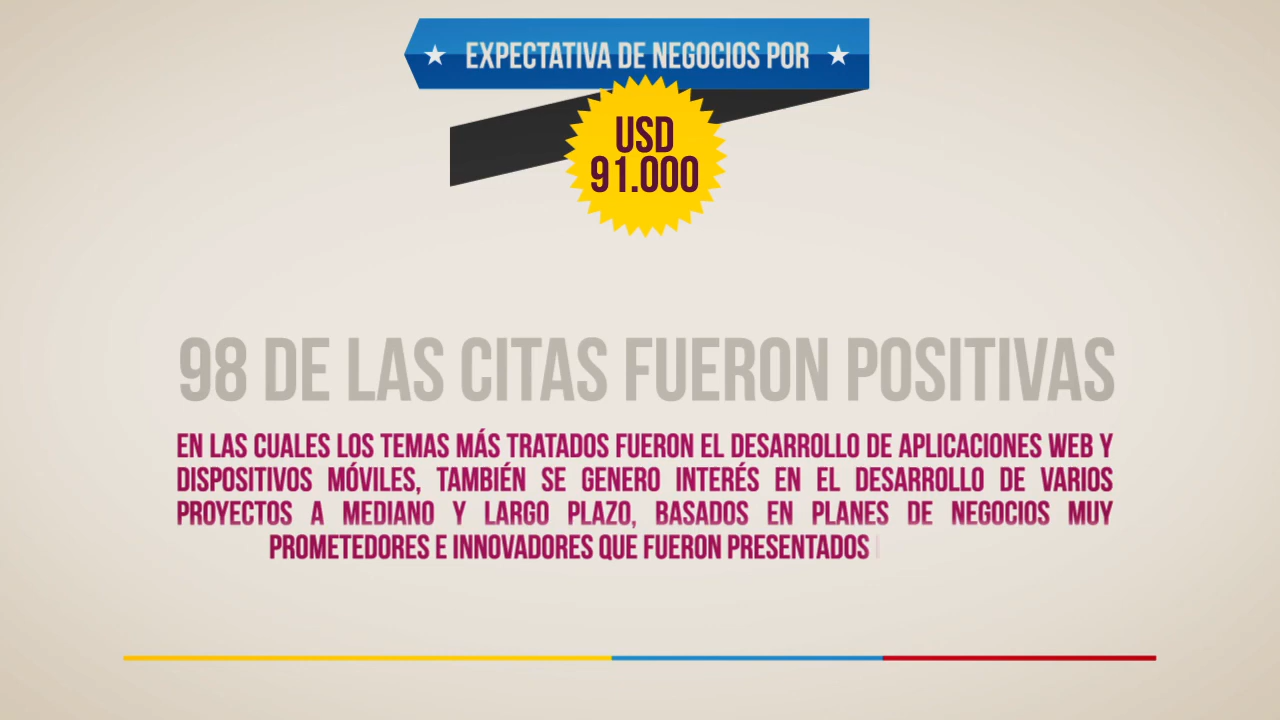 EXPECTATIVA DE NEGOCIOS POR
USD
91.000
98 DE LAS CITAS FUERON POSITIVAS
EN LAS CUALES LOS TEMAS MÁS TRATADOS FUERON EL DESARROLLO DE APLICACIONES WEB Y
DISPOSITIVOS MÓVILES, TAMBIÉN SE GENERO INTERÉS EN EL DESARROLLO DE VARIOS
PROYECTOS A MEDIANO Y LARGO PLAZO, BASADOS EN PLANES DE NEGOCIOS MUY
PROMETEDORES E INNOVADORES QUE FUERON PRESENTADOS